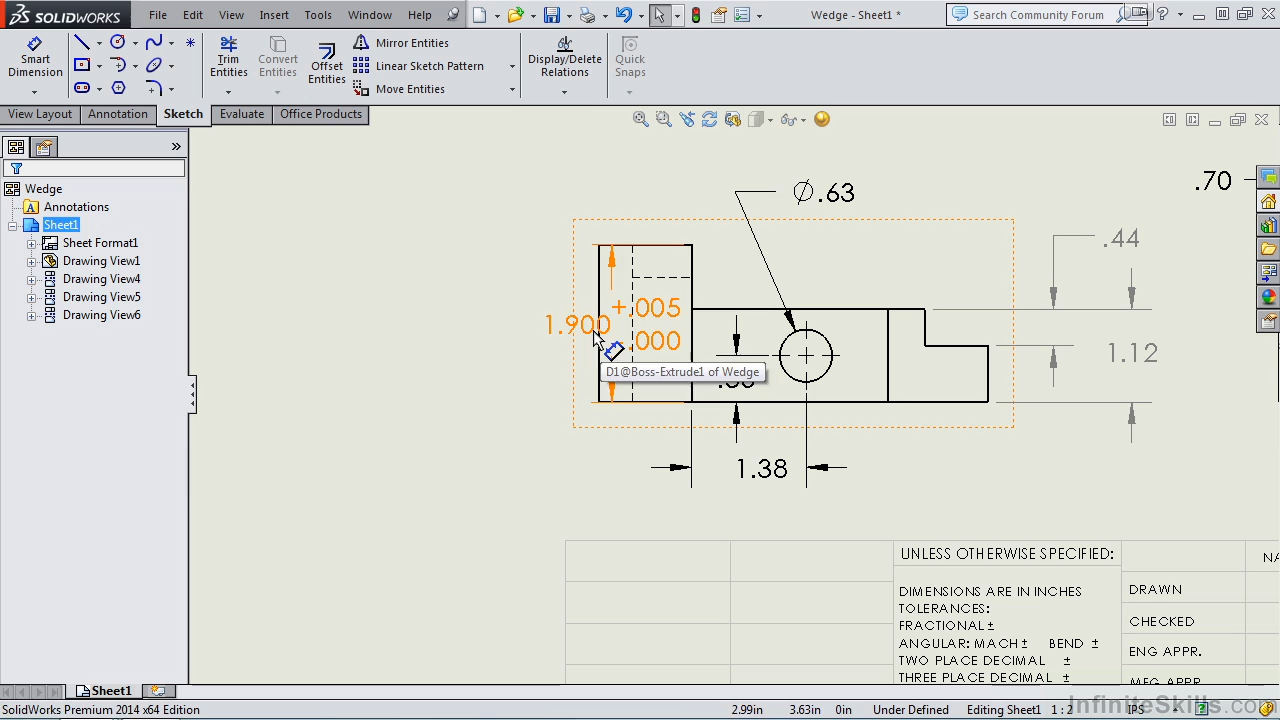 SOLIDWORKS
File Edit View Insert Tools Window Help
Wedge - Sheet1 *
Search Community Forum
Smart Dimension
Trim Entities
Convert Entities
Offset Entities
Mirror Entities
Linear Sketch Pattern
Move Entities
Display/Delete Relations
Quick Snaps
View Layout Annotation Sketch Evaluate Office Products
Wedge
Annotations
Sheet1
Sheet Format1
Drawing View1
Drawing View4
Drawing View5
Drawing View6
∅.63
.70
.44
+.005
1.900
-.000
1.12
D1@Boss-Extrude1 of Wedge
1.38
UNLESS OTHERWISE SPECIFIED:
DIMENSIONS ARE IN INCHES
TOLERANCES:
FRACTIONAL ±
ANGULAR: MACH ± BEND ±
TWO PLACE DECIMAL ±
THREE PLACE DECIMAL ±
NA
DRAWN
CHECKED
ENG APPR.
MFG APPR.
Sheet1
InfiniteSkills.com
SolidWorks Premium 2014 x64 Edition
2.99in 3.63in 0in Under Defined Editing Sheet1 1 : 2 IPS